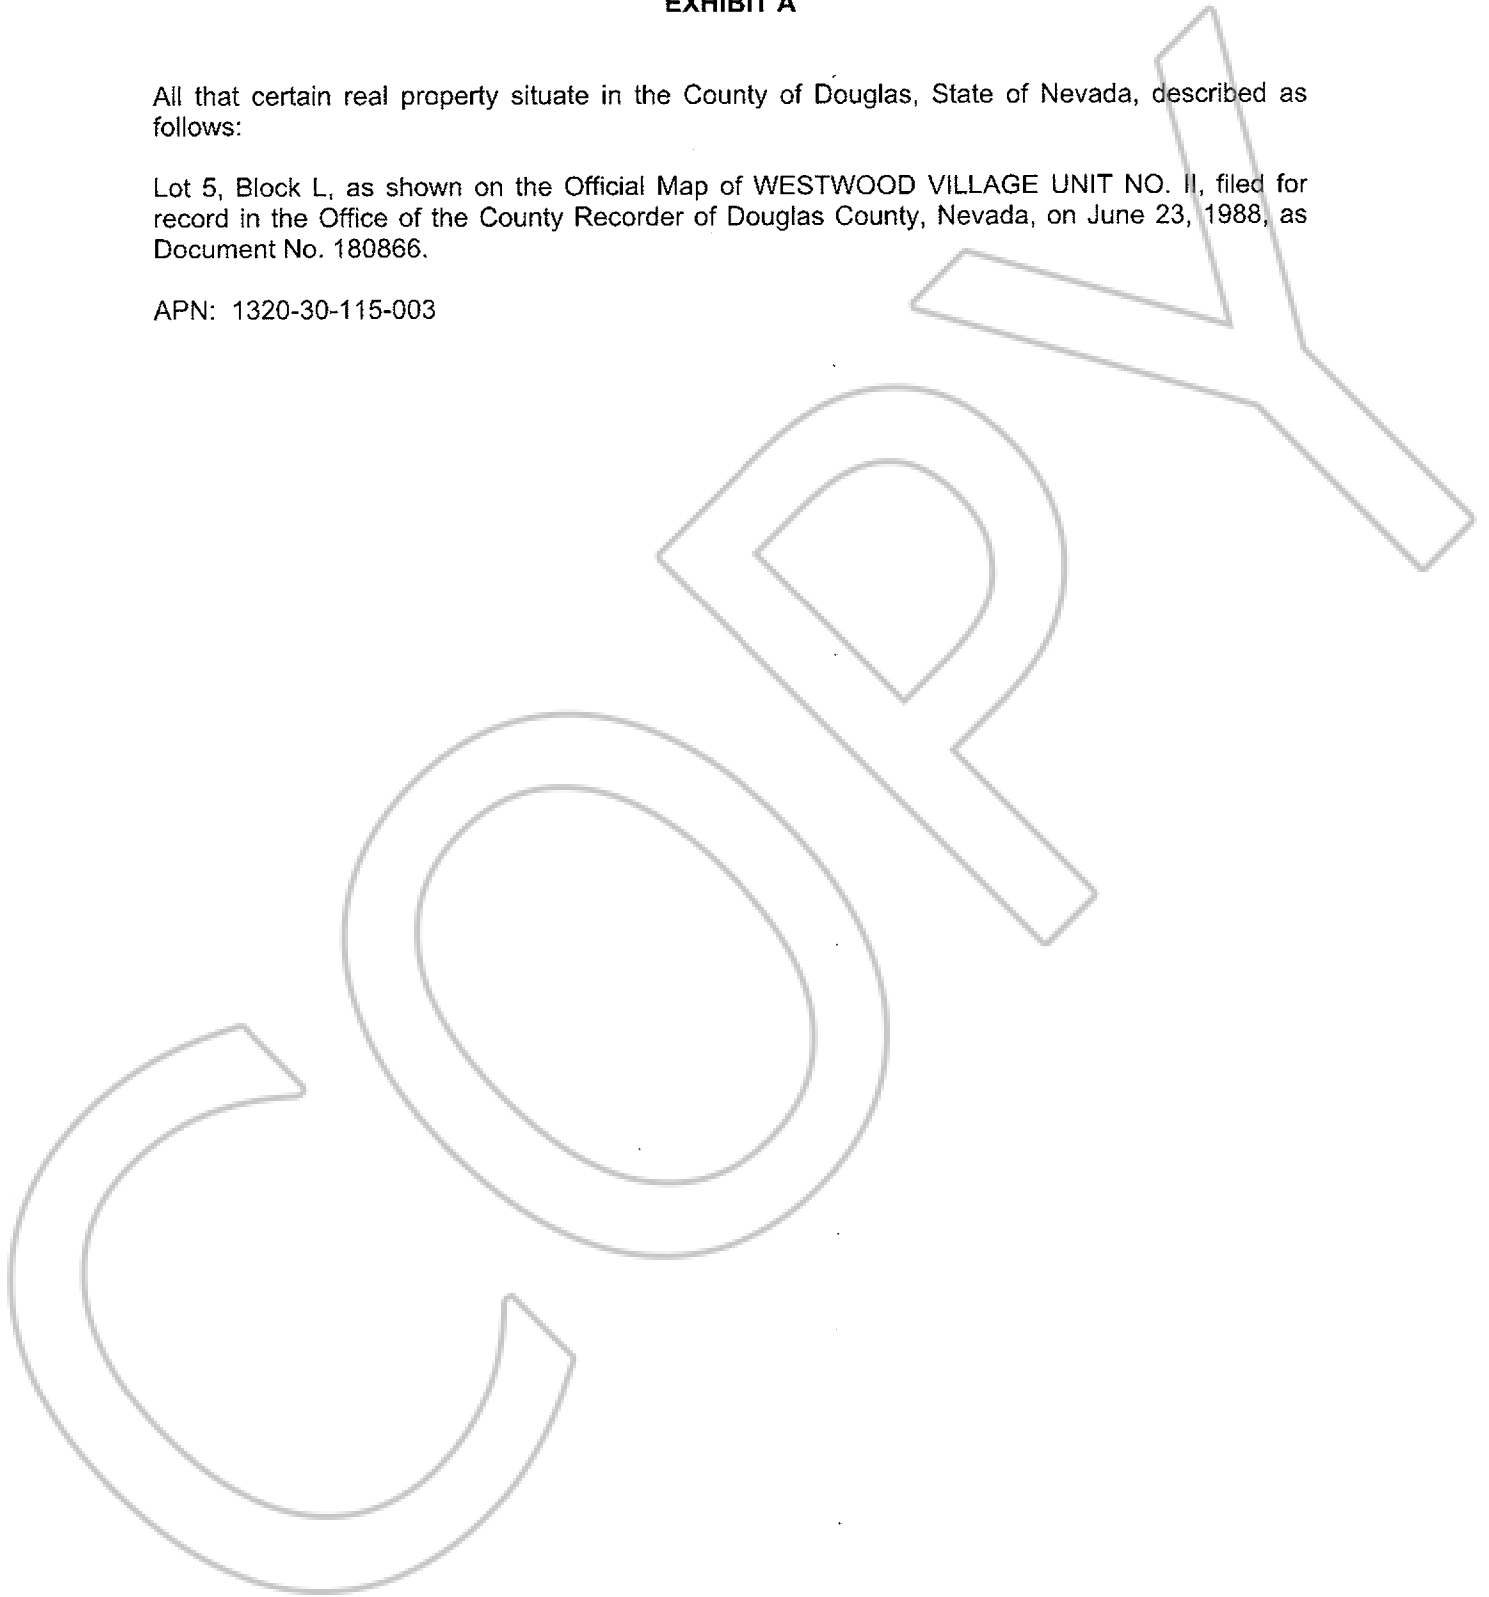 EXHIBIT A
All that certain real property situate in the County of Douglas, State of Nevada, described as
follows:
Lot 5, Block L, as shown on the Official Map of WESTWOOD VILLAGE UNIT NO. II, filed for
record in the Office of the County Recorder of Douglas County, Nevada, on June 23, 1988, as
Document No. 180866.
APN: 1320-30-115-003
COPY